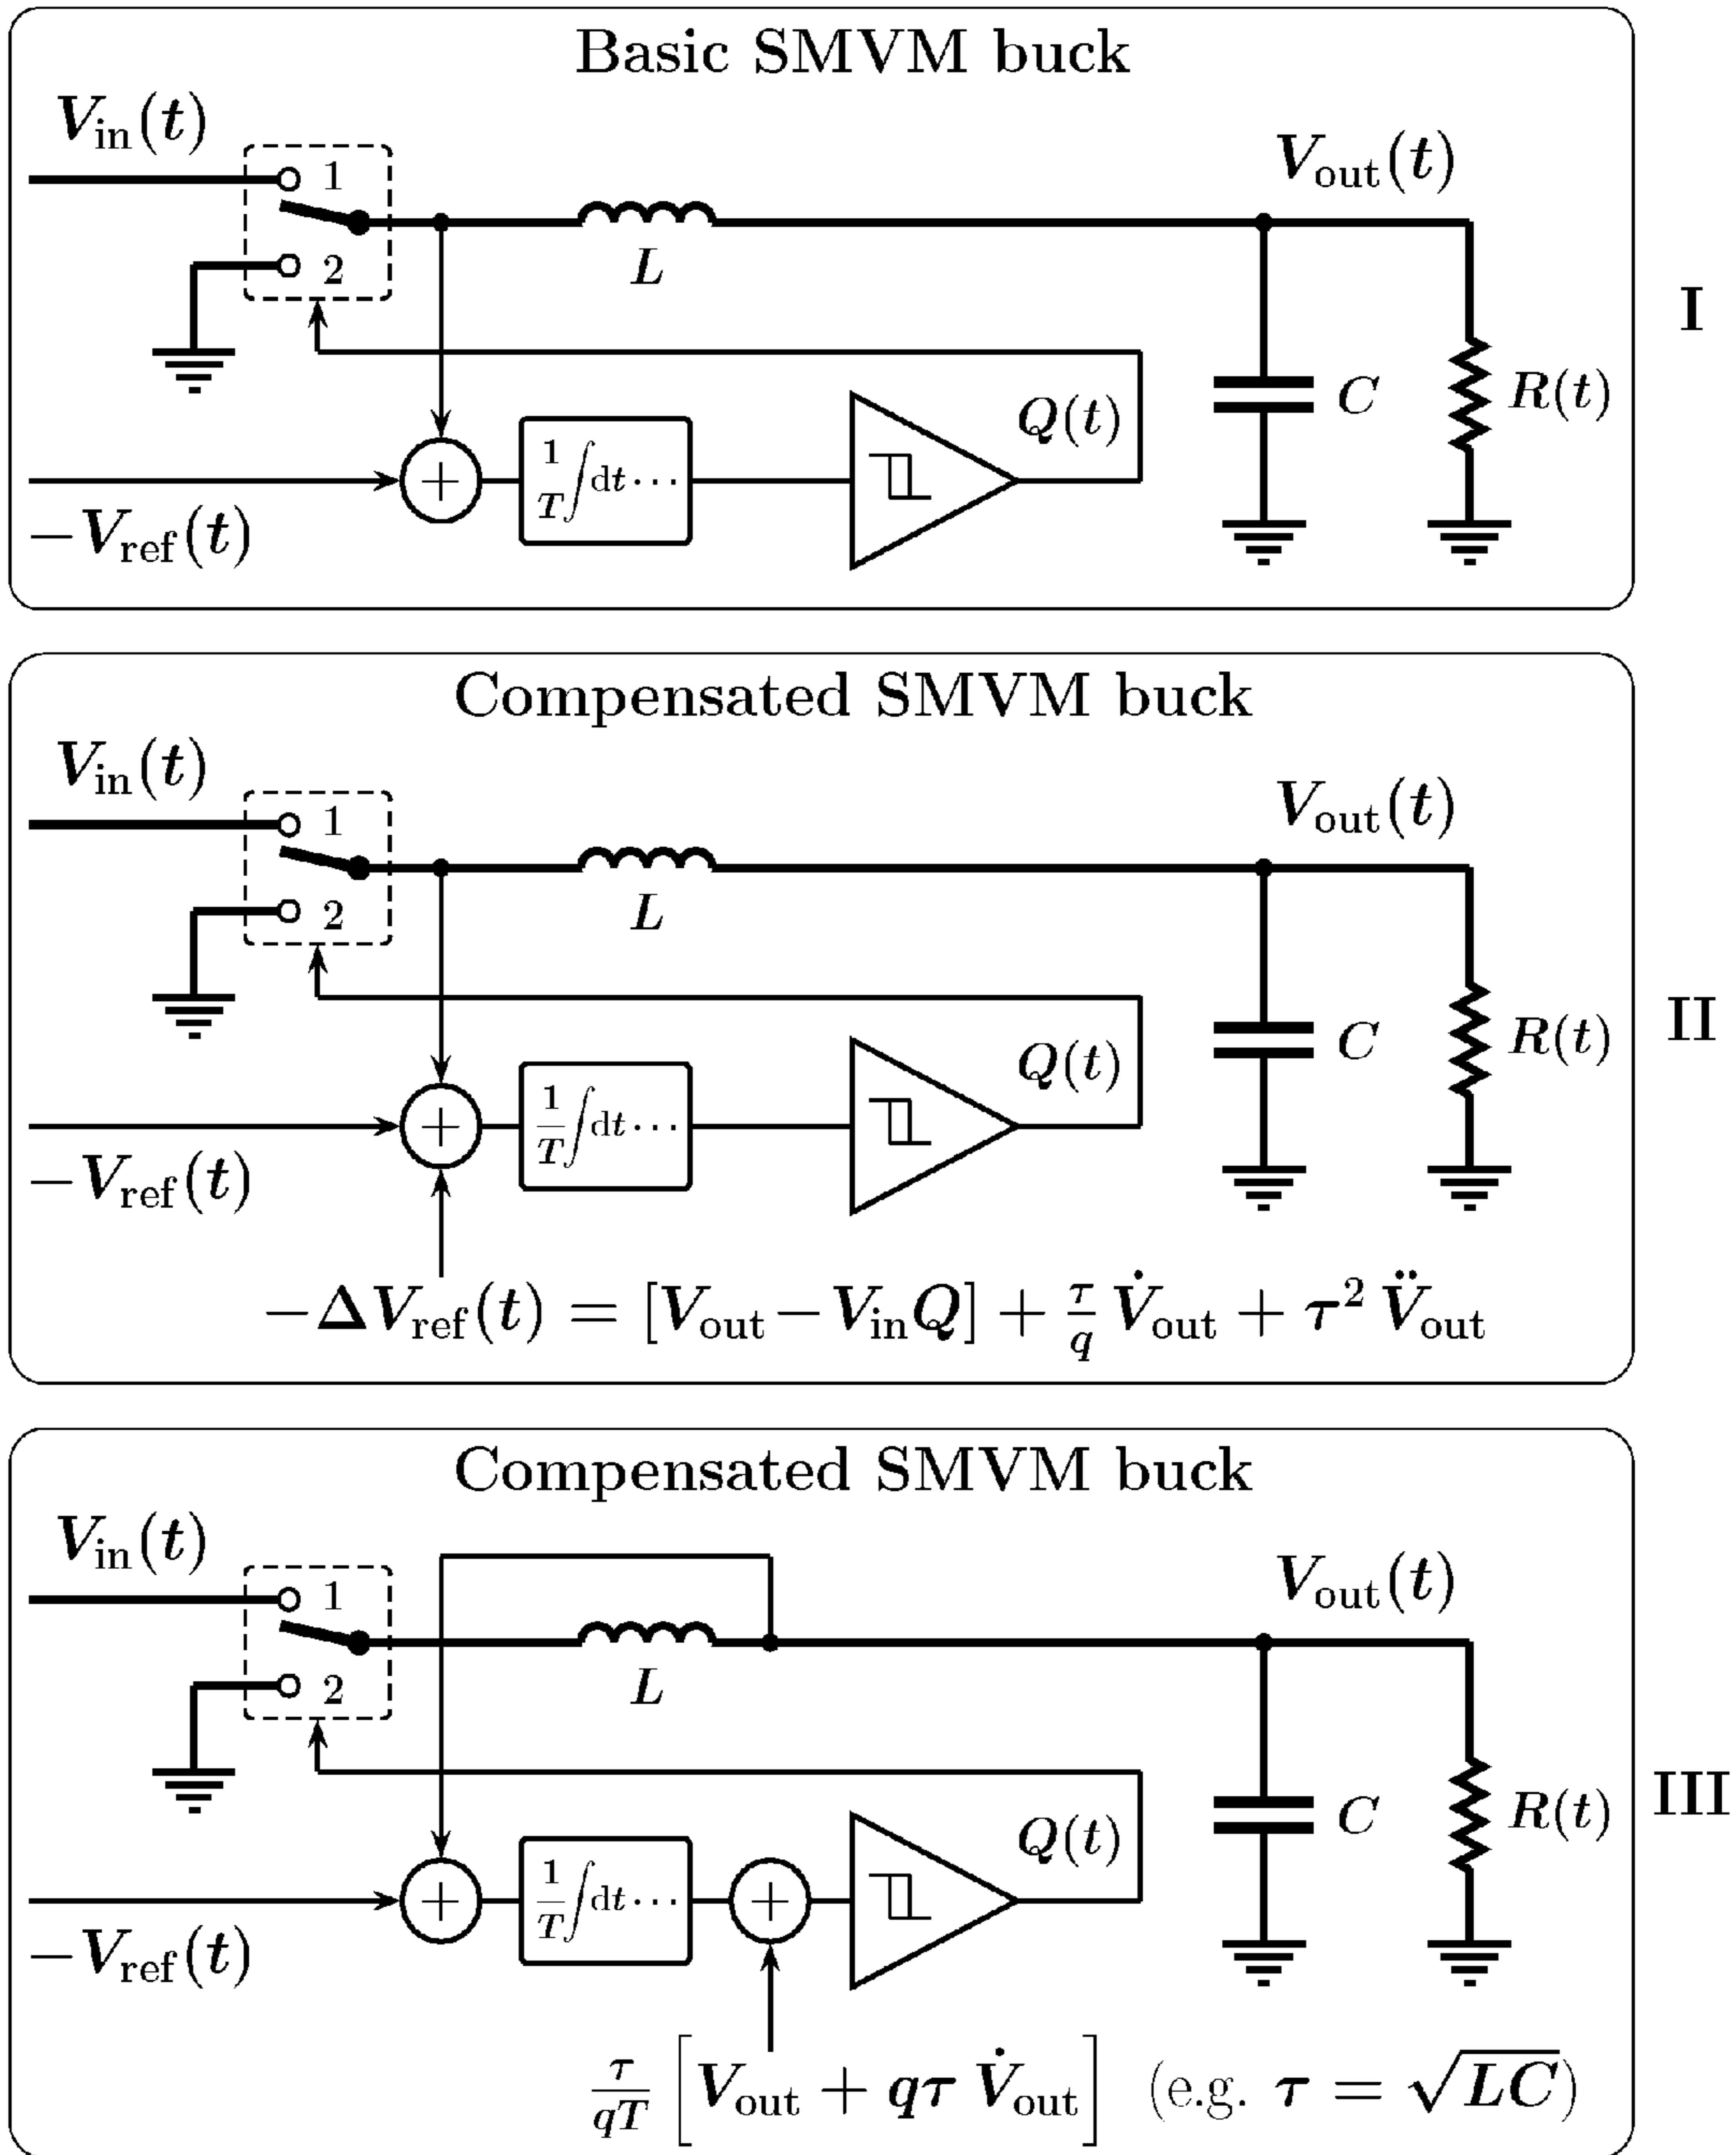 Basic SMVM buck
V_in(t)
1
V_out(t)
2
L
I
Q(t)
C
R(t)
1/T ∫dt ···
+
−V_ref(t)
Compensated SMVM buck
V_in(t)
1
V_out(t)
2
L
II
Q(t)
C
R(t)
1/T ∫dt ···
+
−V_ref(t)
−ΔV_ref(t) = [V_out − V_in Q] + τ/q V̇_out + τ² V̈_out
Compensated SMVM buck
V_in(t)
1
V_out(t)
2
L
III
Q(t)
C
R(t)
1/T ∫dt ···
+
+
−V_ref(t)
τ/qT [V_out + qτ V̇_out] (e.g. τ = √LC)